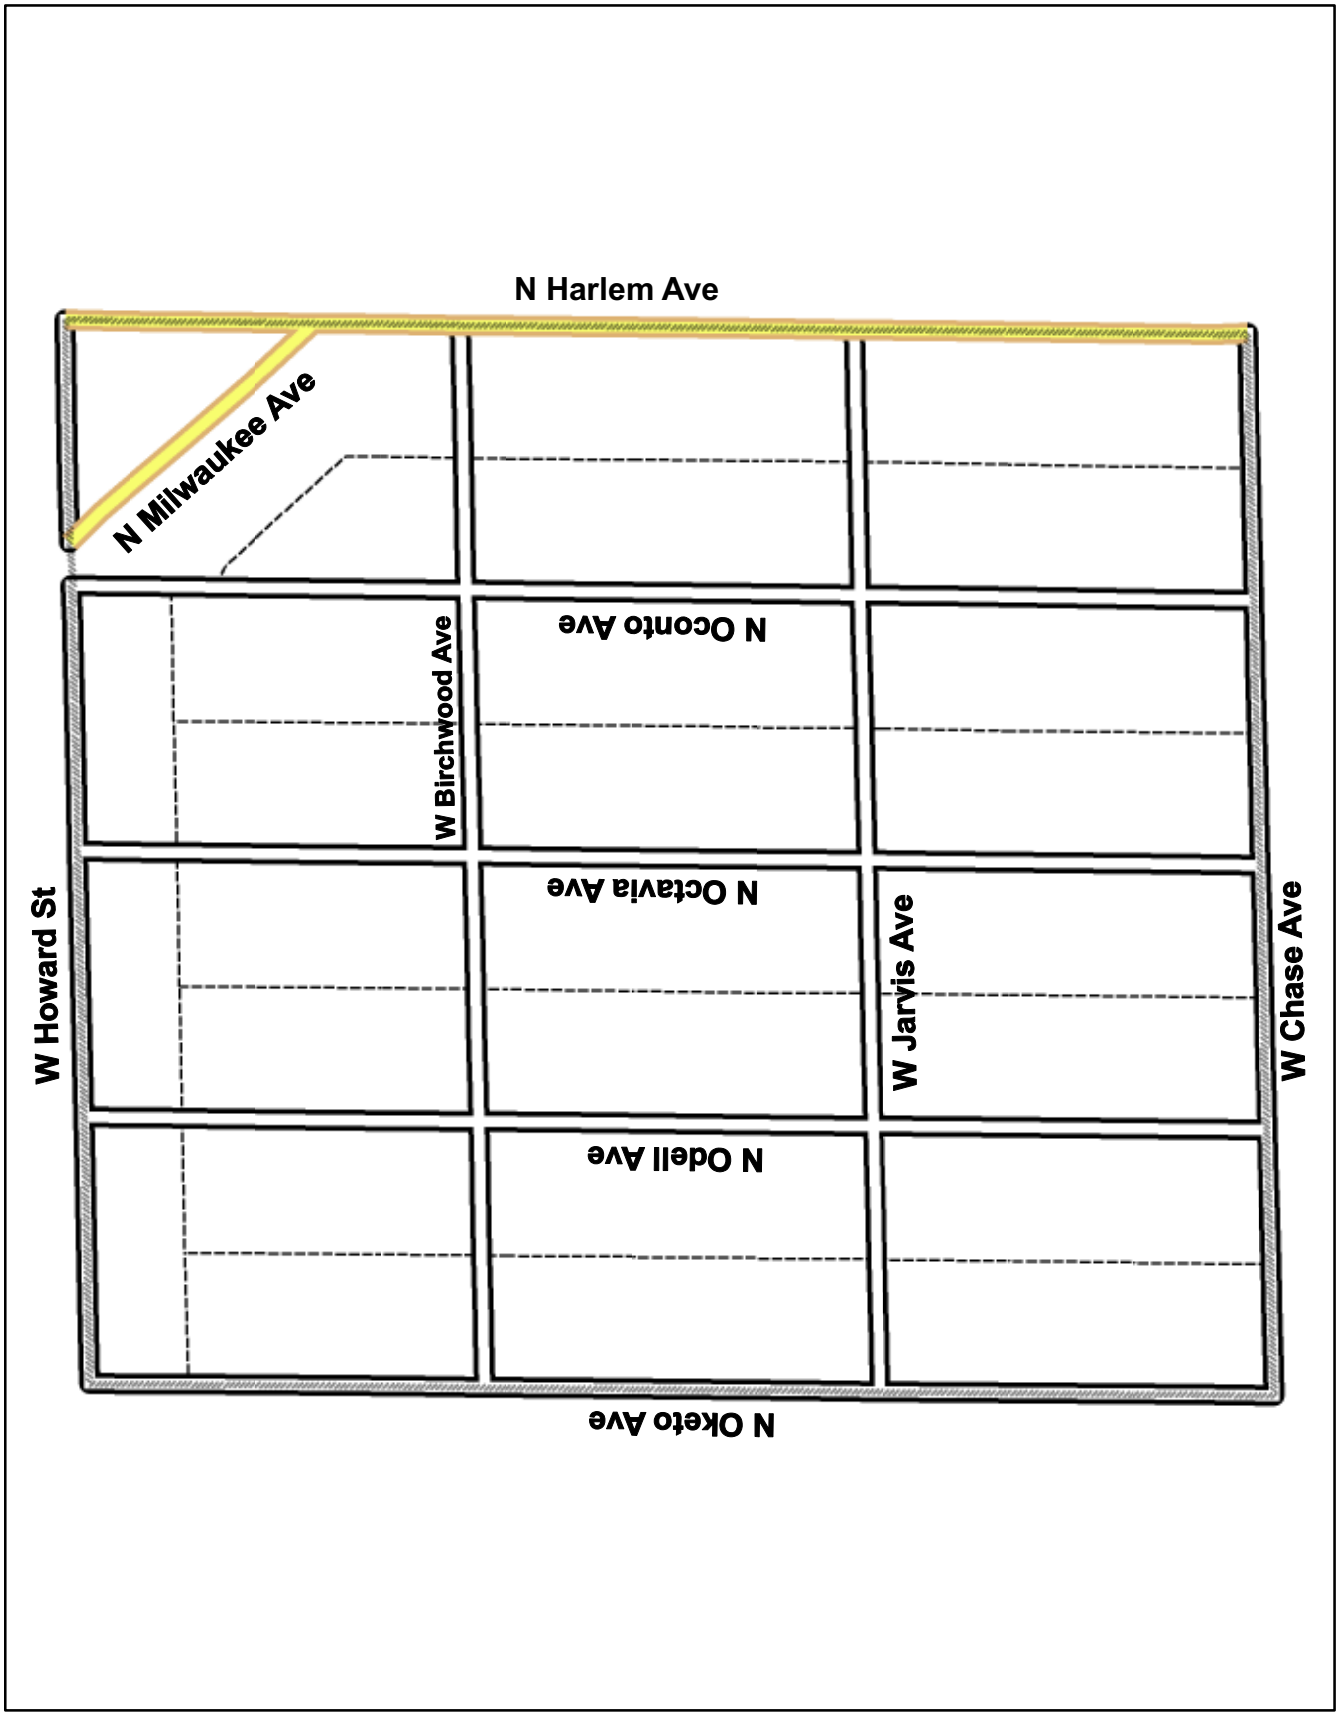 N Harlem Ave
N Milwaukee Ave
N Oconto Ave
W Birchwood Ave
N Octavia Ave
W Howard St
W Jarvis Ave
W Chase Ave
N Odell Ave
N Oketo Ave